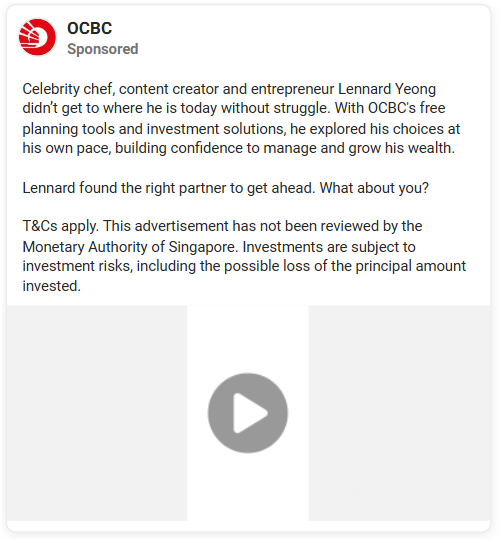 OCBC
Sponsored
Celebrity chef, content creator and entrepreneur Lennard Yeong
didn’t get to where he is today without struggle. With OCBC's free
planning tools and investment solutions, he explored his choices at
his own pace, building confidence to manage and grow his wealth.
Lennard found the right partner to get ahead. What about you?
T&Cs apply. This advertisement has not been reviewed by the
Monetary Authority of Singapore. Investments are subject to
investment risks, including the possible loss of the principal amount
invested.